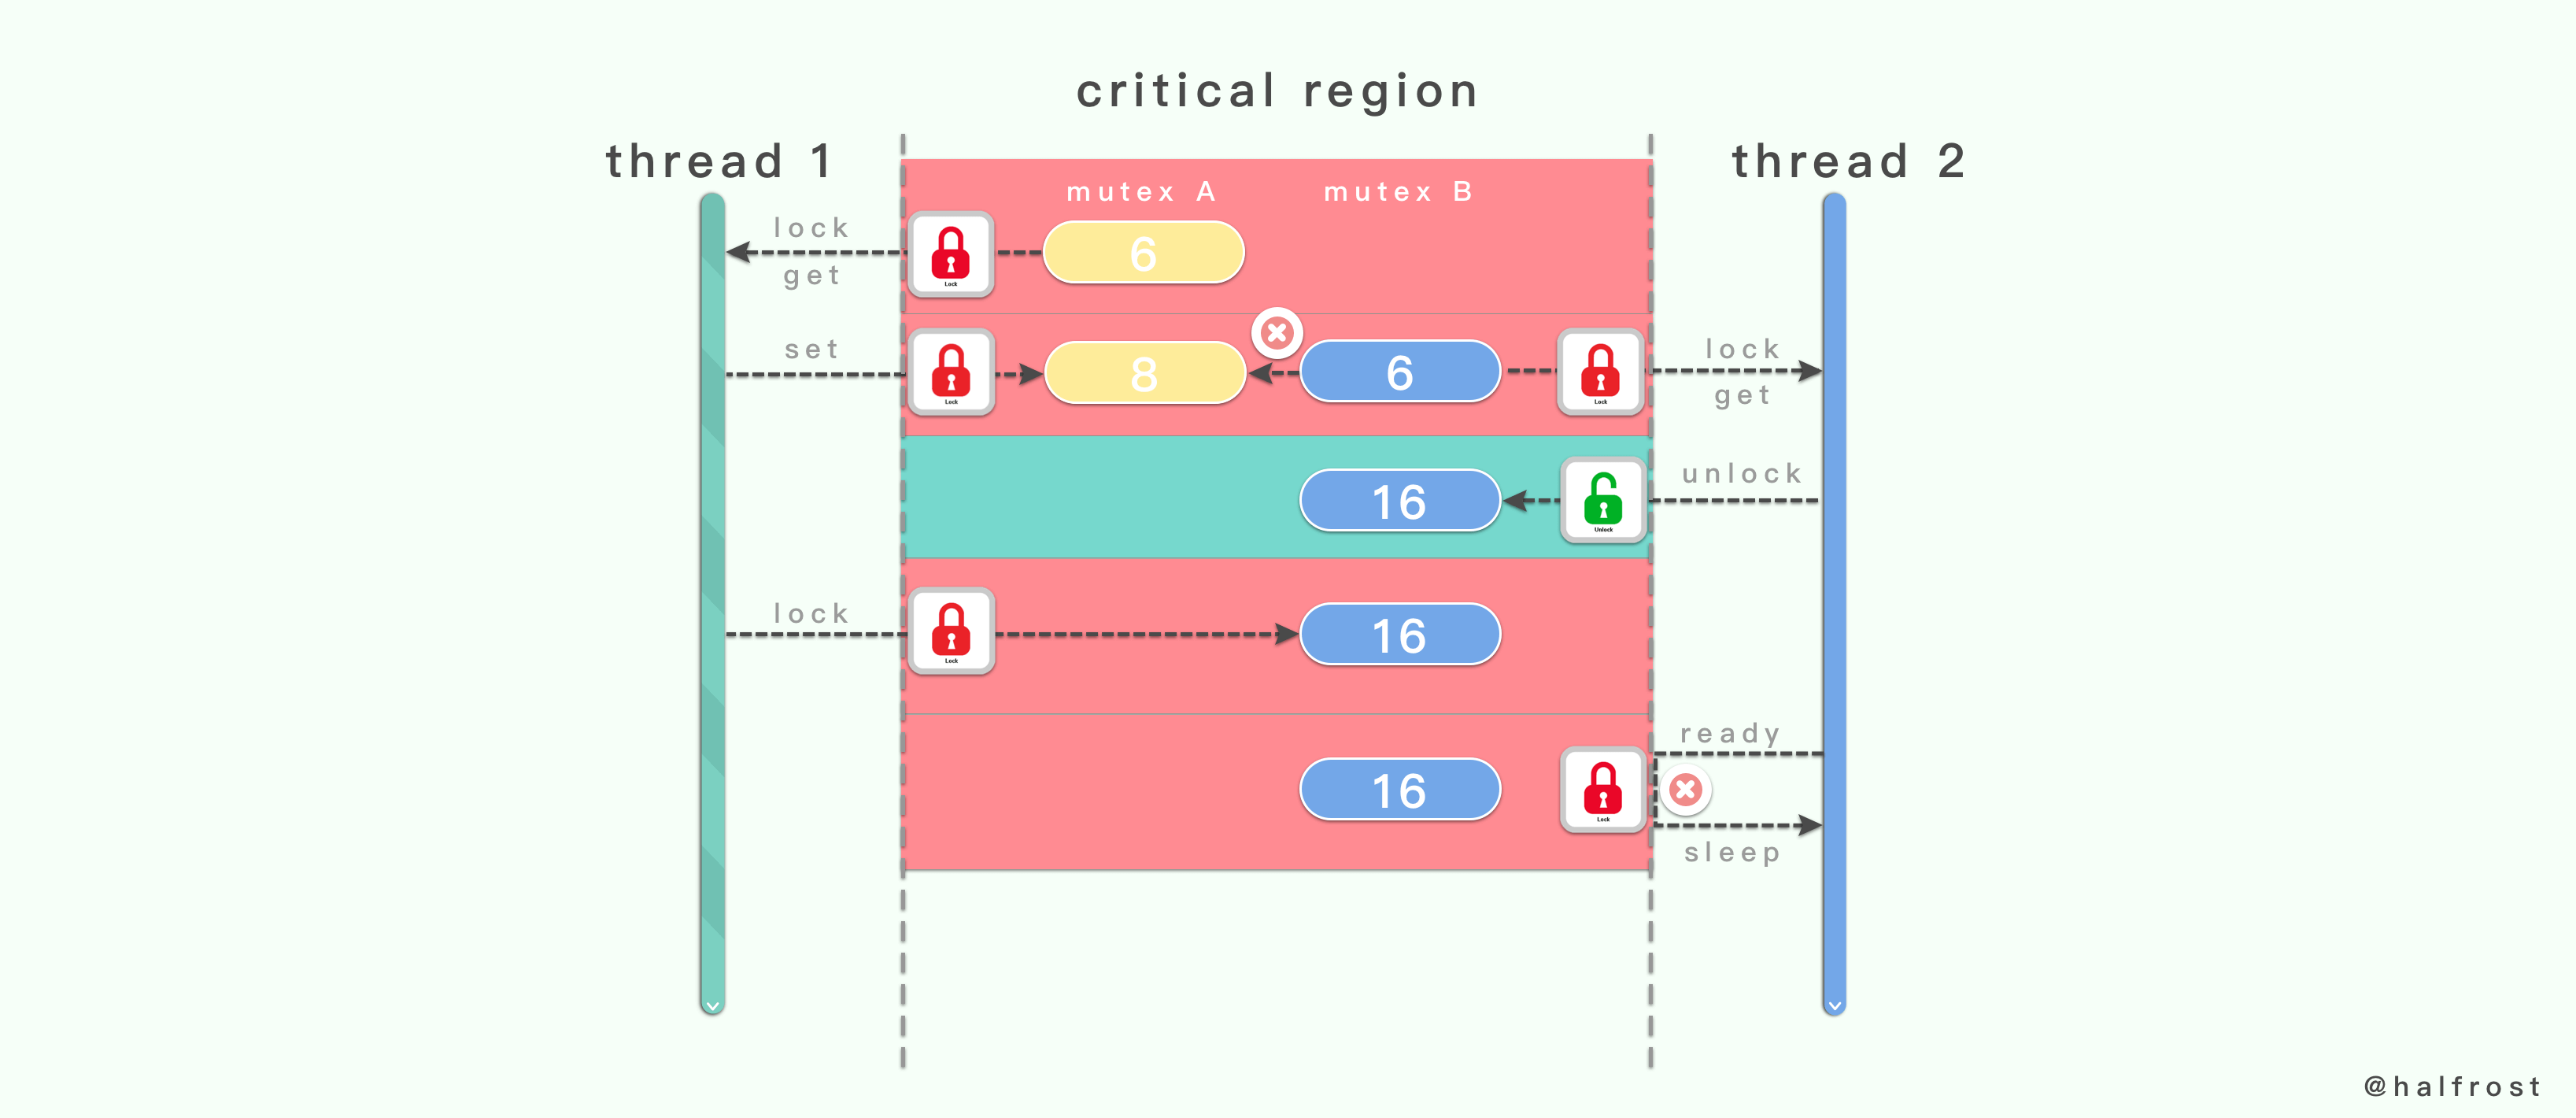 critical region
thread 1
thread 2
mutex A
mutex B
lock
6
get
Lock
set
8
6
lock
get
Lock
Lock
unlock
16
Unlock
lock
16
Lock
ready
16
Lock
sleep
@halfrost